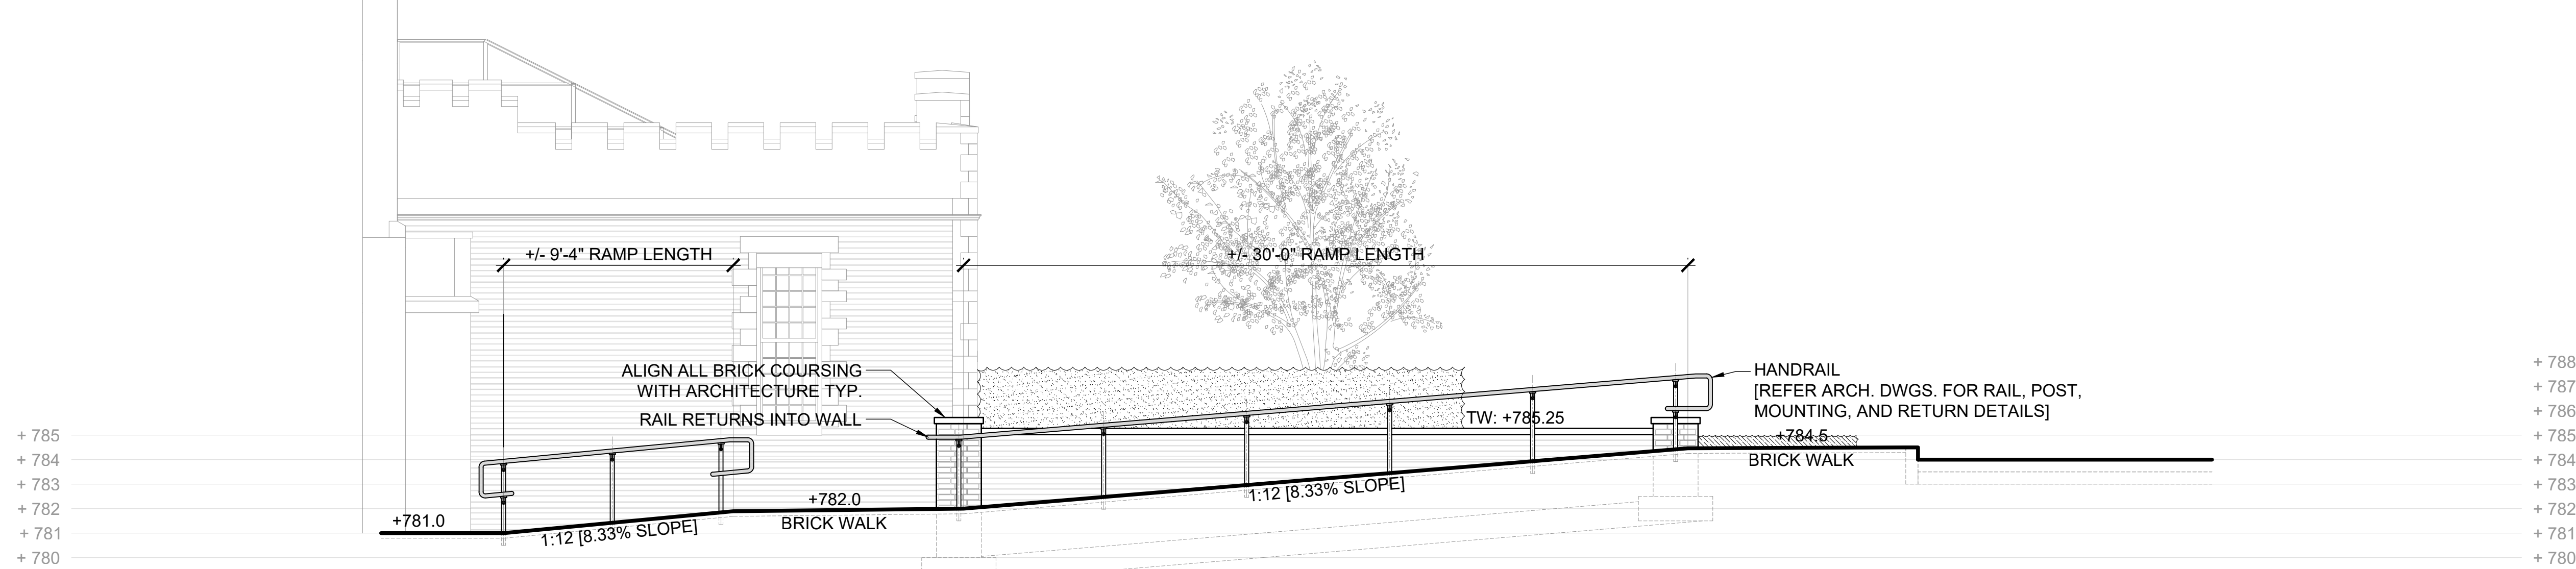 +/- 9'-4" RAMP LENGTH
+/- 30'-0" RAMP LENGTH
ALIGN ALL BRICK COURSING
WITH ARCHITECTURE TYP.
RAIL RETURNS INTO WALL
HANDRAIL
[REFER ARCH. DWGS. FOR RAIL, POST,
MOUNTING, AND RETURN DETAILS]
TW: +785.25
+784.5
BRICK WALK
1:12 [8.33% SLOPE]
+782.0
BRICK WALK
+781.0
1:12 [8.33% SLOPE]
+ 785
+ 784
+ 783
+ 782
+ 781
+ 780
+ 788
+ 787
+ 786
+ 785
+ 784
+ 783
+ 782
+ 781
+ 780